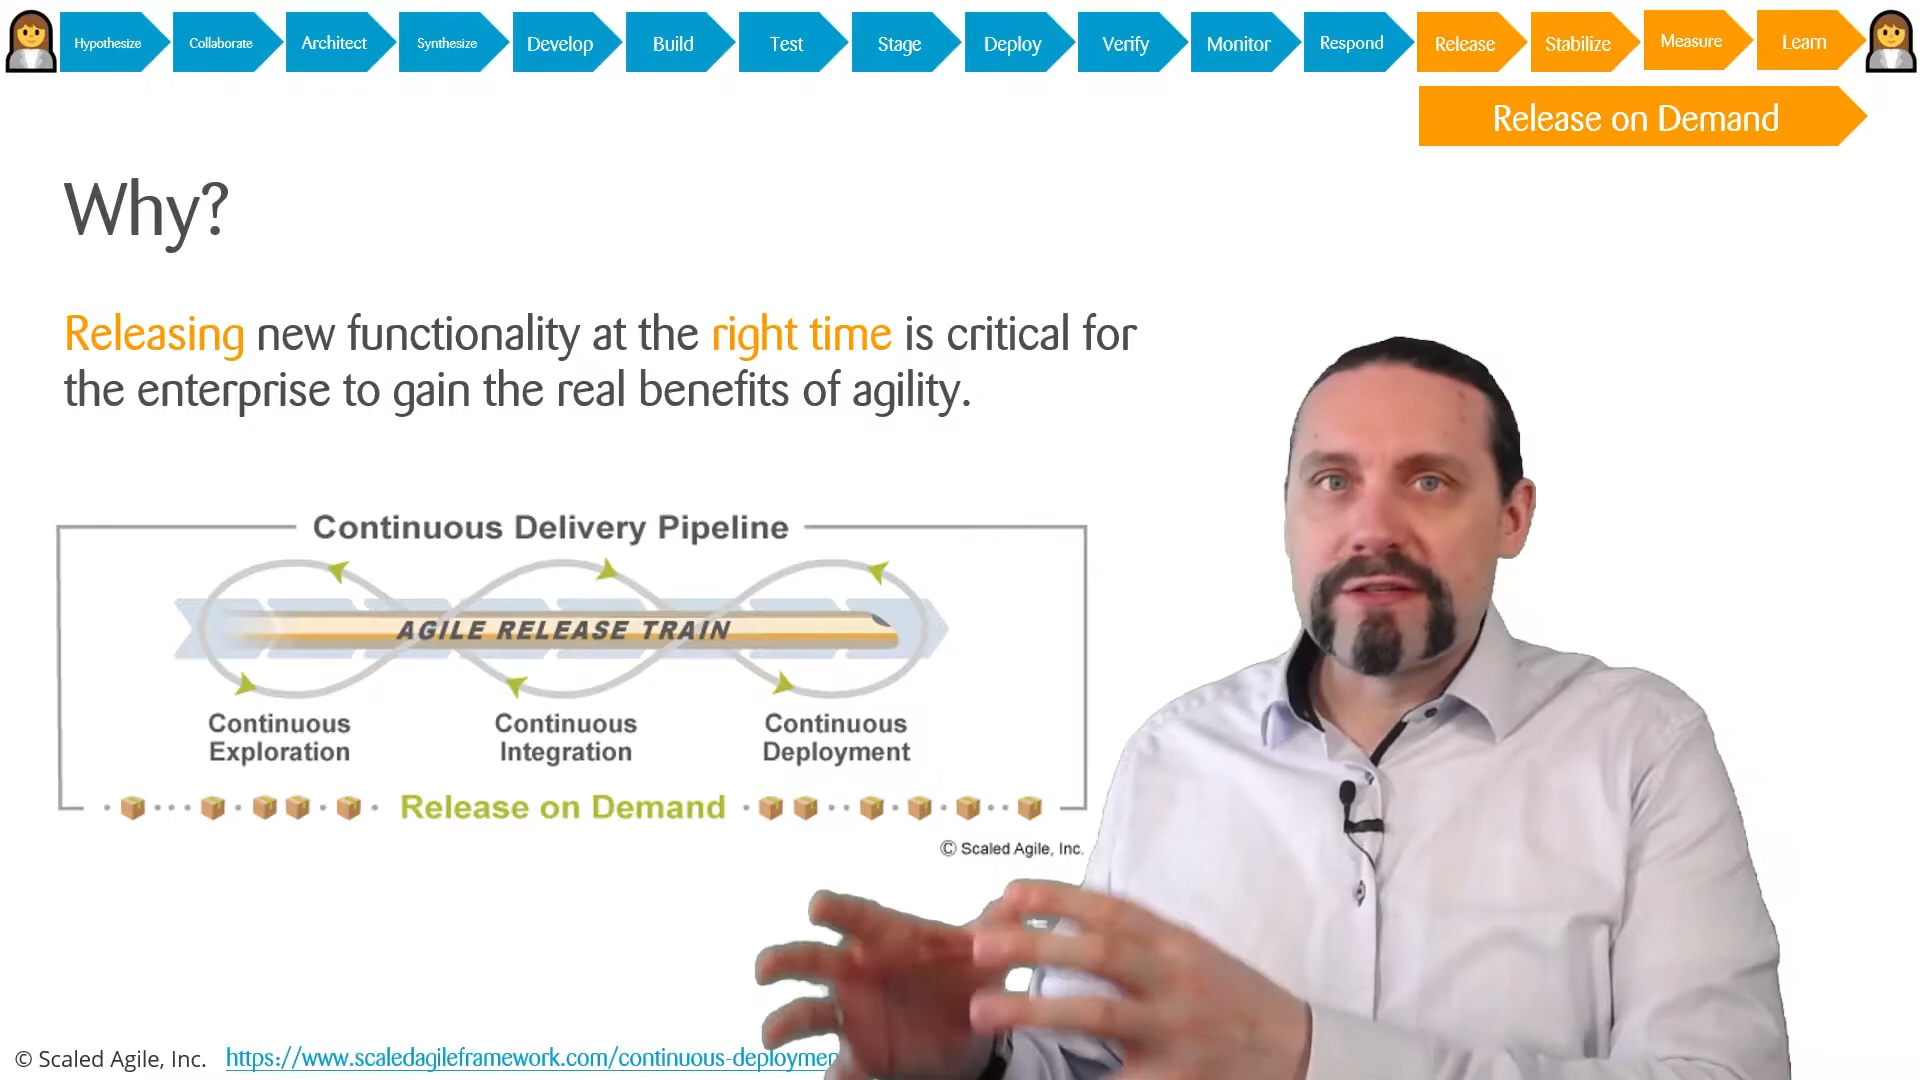 Hypothesize Collaborate Architect Synthesize Develop Build Test Stage Deploy Verify Monitor Respond Release Stabilize Measure Learn
Release on Demand
Why?
Releasing new functionality at the right time is critical for
the enterprise to gain the real benefits of agility.
Continuous Delivery Pipeline
AGILE RELEASE TRAIN
Continuous Exploration
Continuous Integration
Continuous Deployment
Release on Demand
© Scaled Agile, Inc.
© Scaled Agile, Inc. https://www.scaledagileframework.com/continuous-deploymen